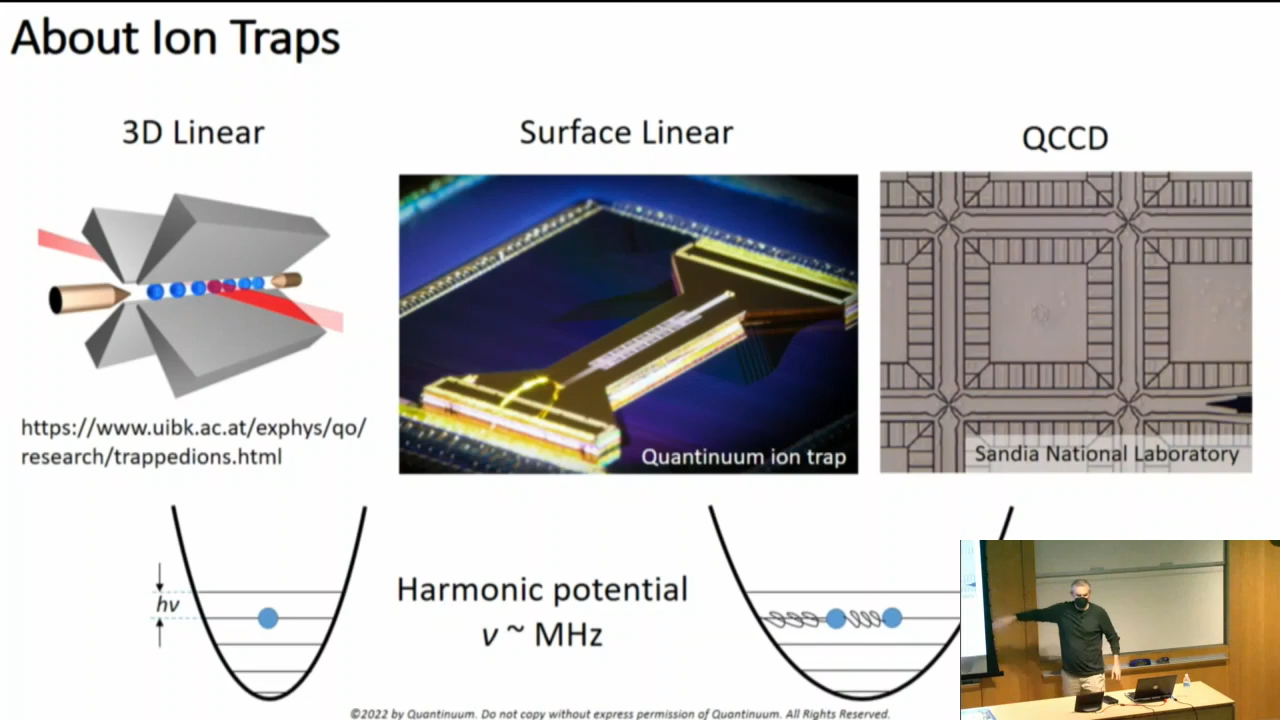 About Ion Traps
3D Linear
Surface Linear
QCCD
https://www.uibk.ac.at/exphys/qo/
research/trappedions.html
Quantinuum ion trap
Sandia National Laboratory
hν
Harmonic potential
ν ~ MHz
©2022 by Quantinuum. Do not copy without express permission of Quantinuum. All Rights Reserved.